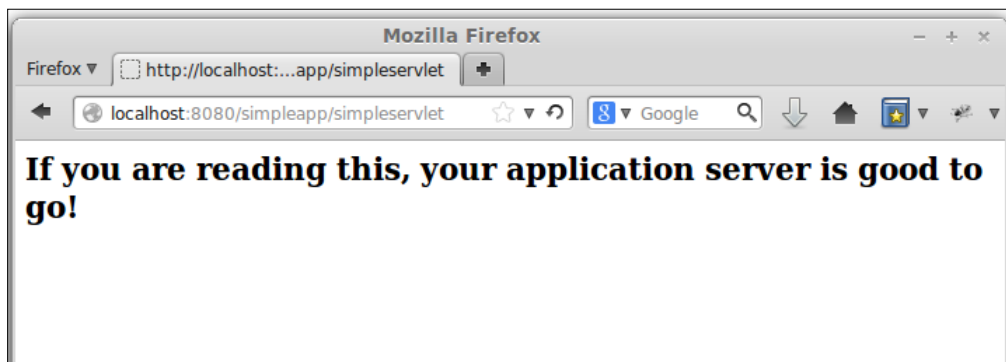 Mozilla Firefox
Firefox
http://localhost:...app/simpleservlet
localhost:8080/simpleapp/simpleservlet
8 Google
If you are reading this, your application server is good to
go!